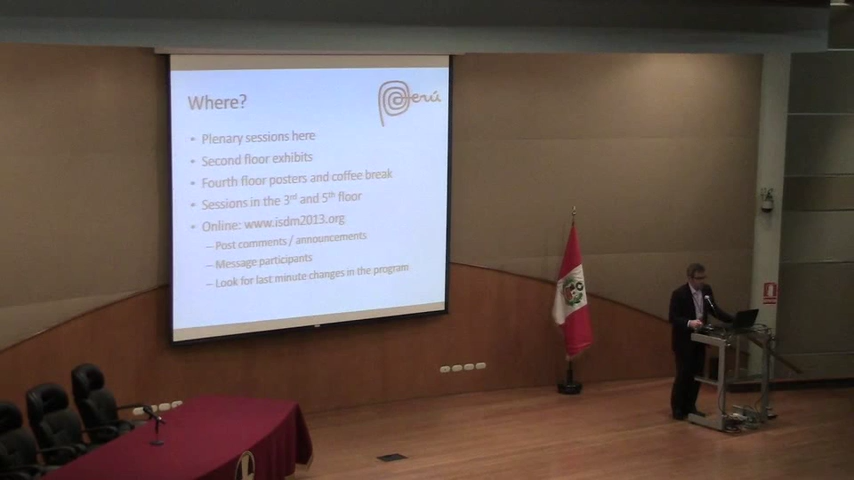 Where?
Perú
• Plenary sessions here
• Second floor exhibits
• Fourth floor posters and coffee break
• Sessions in the 3rd and 5th floor
• Online: www.isdm2013.org
– Post comments / announcements
– Message participants
– Look for last minute changes in the program